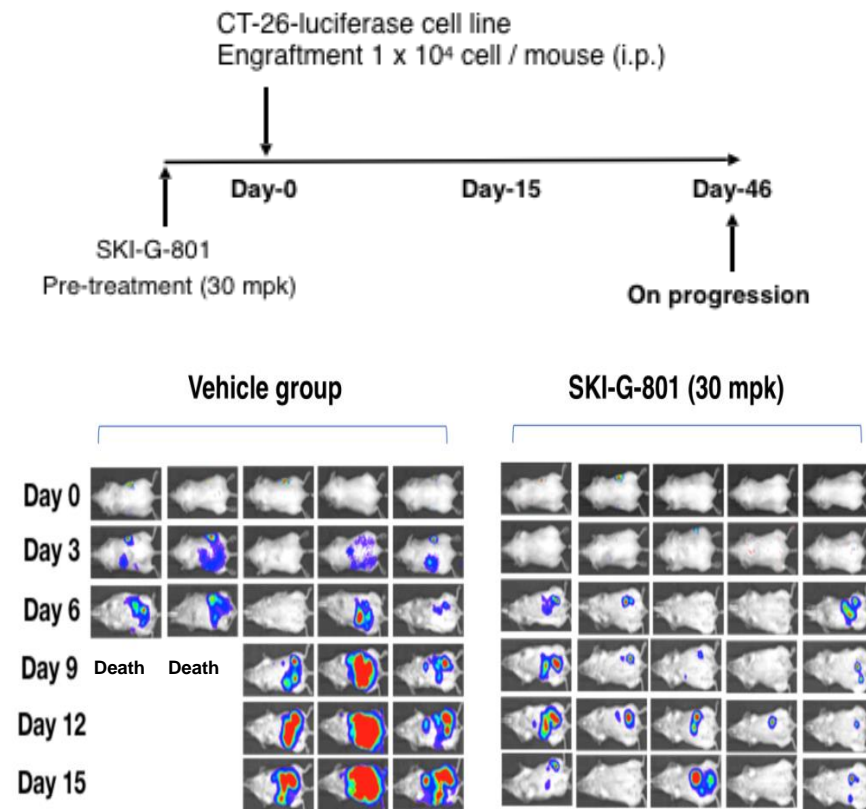 CT-26-luciferase cell line
Engraftment 1 x 10⁴ cell / mouse (i.p.)
Day-0 Day-15 Day-46
SKI-G-801
Pre-treatment (30 mpk)
On progression
Vehicle group SKI-G-801 (30 mpk)
Day 0
Day 3
Day 6
Day 9 Death Death
Day 12
Day 15